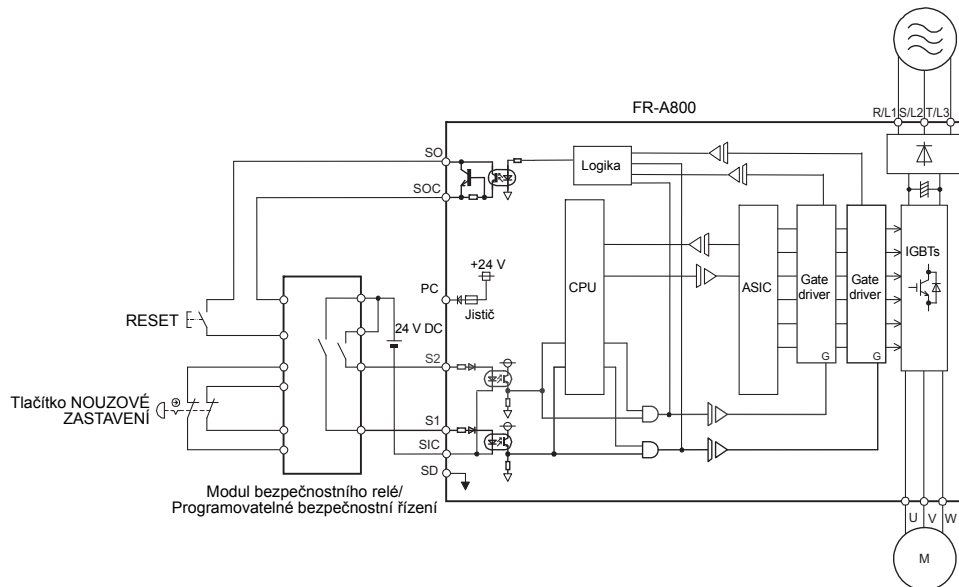 FR-A800
R/L1 S/L2 T/L3
SO
SOC
Logika
+24 V
PC
Jistič
CPU
ASIC
Gate driver
G
Gate driver
G
IGBTs
RESET
24 V DC
S2
Tlačítko NOUZOVÉ
ZASTAVENÍ
S1
SIC
SD
Modul bezpečnostního relé/
Programovatelné bezpečnostní řízení
U V W
M